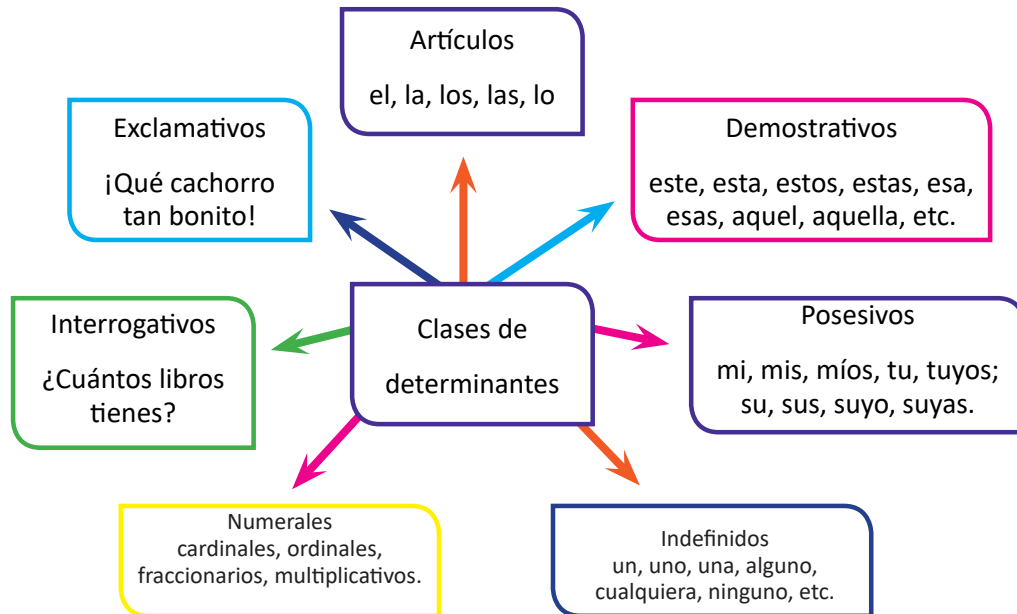 Artículos
el, la, los, las, lo
Exclamativos
¡Qué cachorro
tan bonito!
Demostrativos
este, esta, estos, estas, esa,
esas, aquel, aquella, etc.
Interrogativos
¿Cuántos libros
tienes?
Clases de
determinantes
Posesivos
mi, mis, míos, tu, tuyos;
su, sus, suyo, suyas.
Numerales
cardinales, ordinales,
fraccionarios, multiplicativos.
Indefinidos
un, uno, una, alguno,
cualquiera, ninguno, etc.